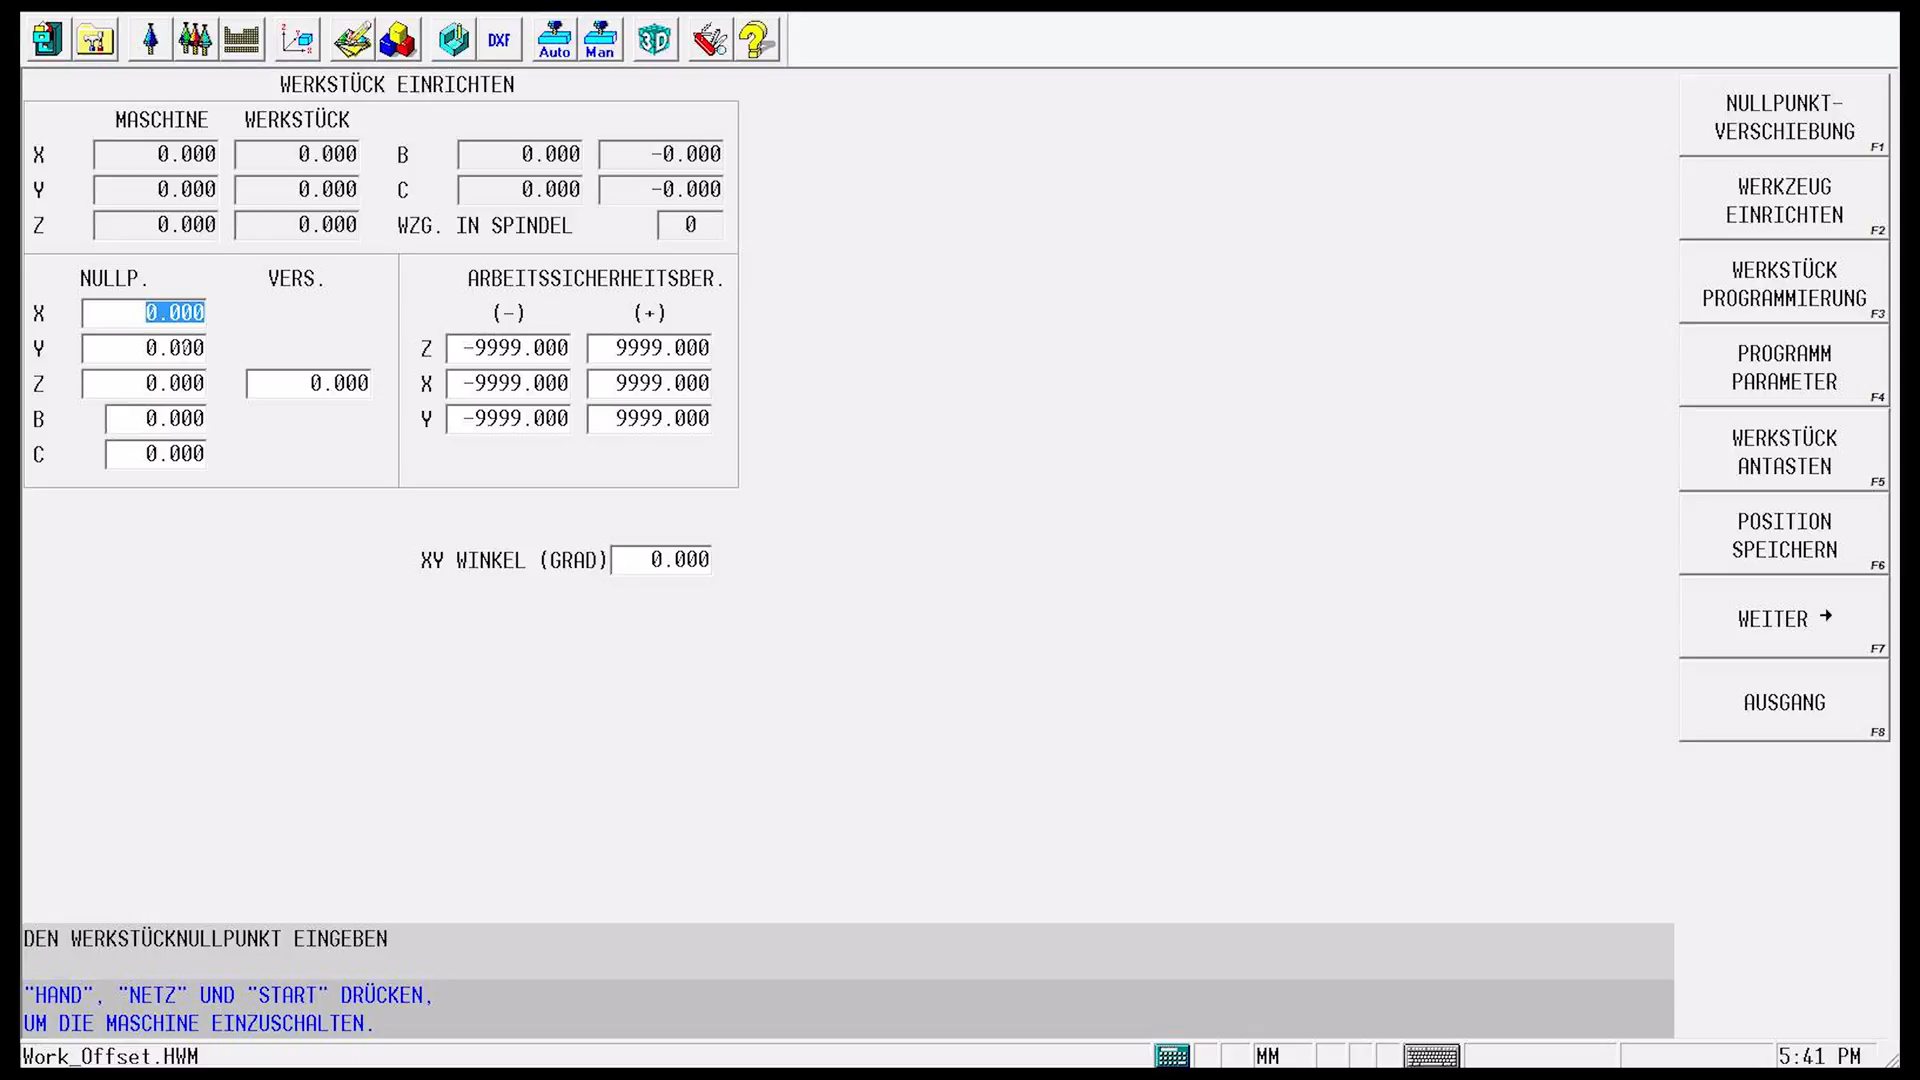 DXF
Auto
Man
3D
WERKSTÜCK EINRICHTEN
MASCHINE WERKSTÜCK
X 0.000 0.000 B 0.000 -0.000
Y 0.000 0.000 C 0.000 -0.000
Z 0.000 0.000 WZG. IN SPINDEL 0
NULLP. VERS. ARBEITSSICHERHEITSBER.
X 0.000 (-) (+)
Y 0.000 Z -9999.000 9999.000
Z 0.000 0.000 X -9999.000 9999.000
B 0.000 Y -9999.000 9999.000
C 0.000
XY WINKEL (GRAD) 0.000
NULLPUNKT-
VERSCHIEBUNG
F1
WERKZEUG
EINRICHTEN
F2
WERKSTÜCK
PROGRAMMIERUNG
F3
PROGRAMM
PARAMETER
F4
WERKSTÜCK
ANTASTEN
F5
POSITION
SPEICHERN
F6
WEITER →
F7
AUSGANG
F8
DEN WERKSTÜCKNULLPUNKT EINGEBEN
"HAND", "NETZ" UND "START" DRÜCKEN,
UM DIE MASCHINE EINZUSCHALTEN.
Work_Offset.HWM MM 5:41 PM